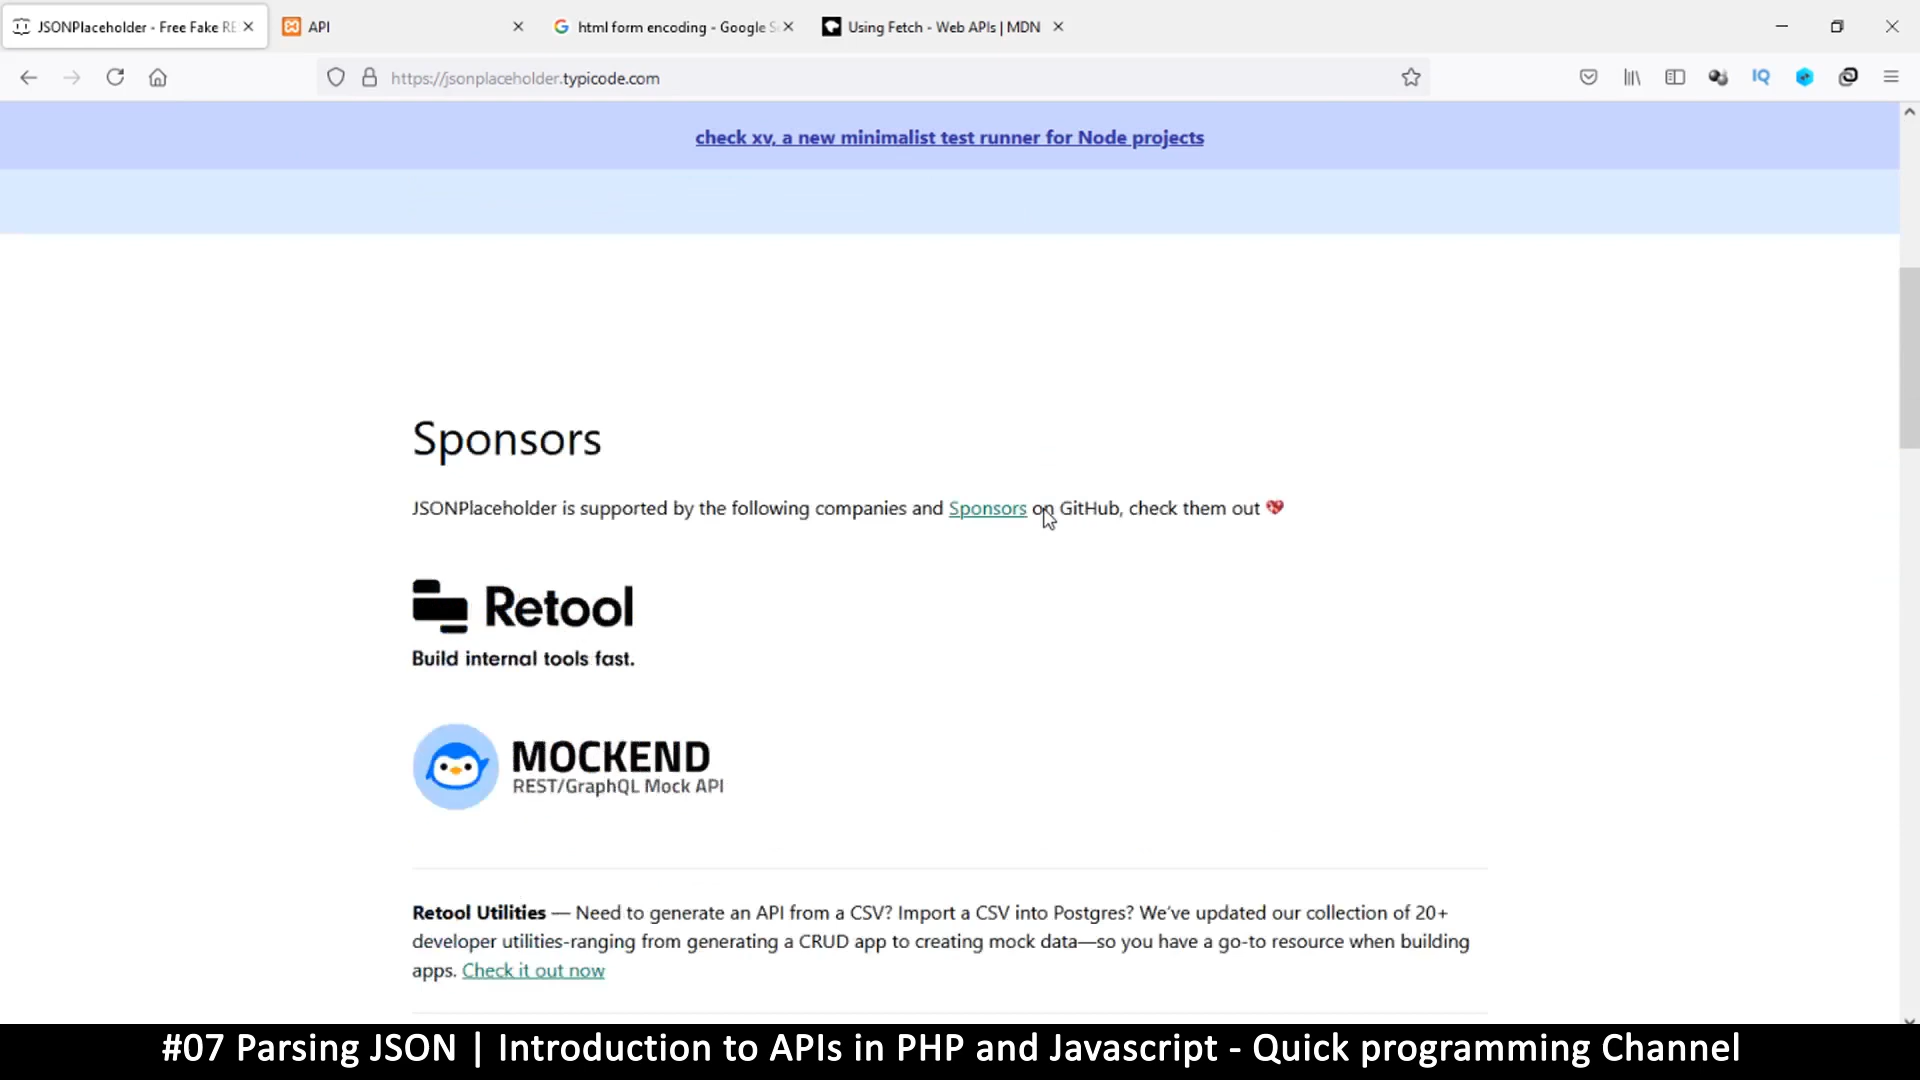 JSONPlaceholder - Free Fake RE
API
html form encoding - Google S
Using Fetch - Web APIs | MDN
https://jsonplaceholder.typicode.com
IQ
check xv, a new minimalist test runner for Node projects
Sponsors
JSONPlaceholder is supported by the following companies and Sponsors on GitHub, check them out
Retool
Build internal tools fast.
MOCKEND
REST/GraphQL Mock API
Retool Utilities — Need to generate an API from a CSV? Import a CSV into Postgres? We've updated our collection of 20+
developer utilities-ranging from generating a CRUD app to creating mock data—so you have a go-to resource when building
apps. Check it out now
#07 Parsing JSON | Introduction to APIs in PHP and Javascript - Quick programming Channel